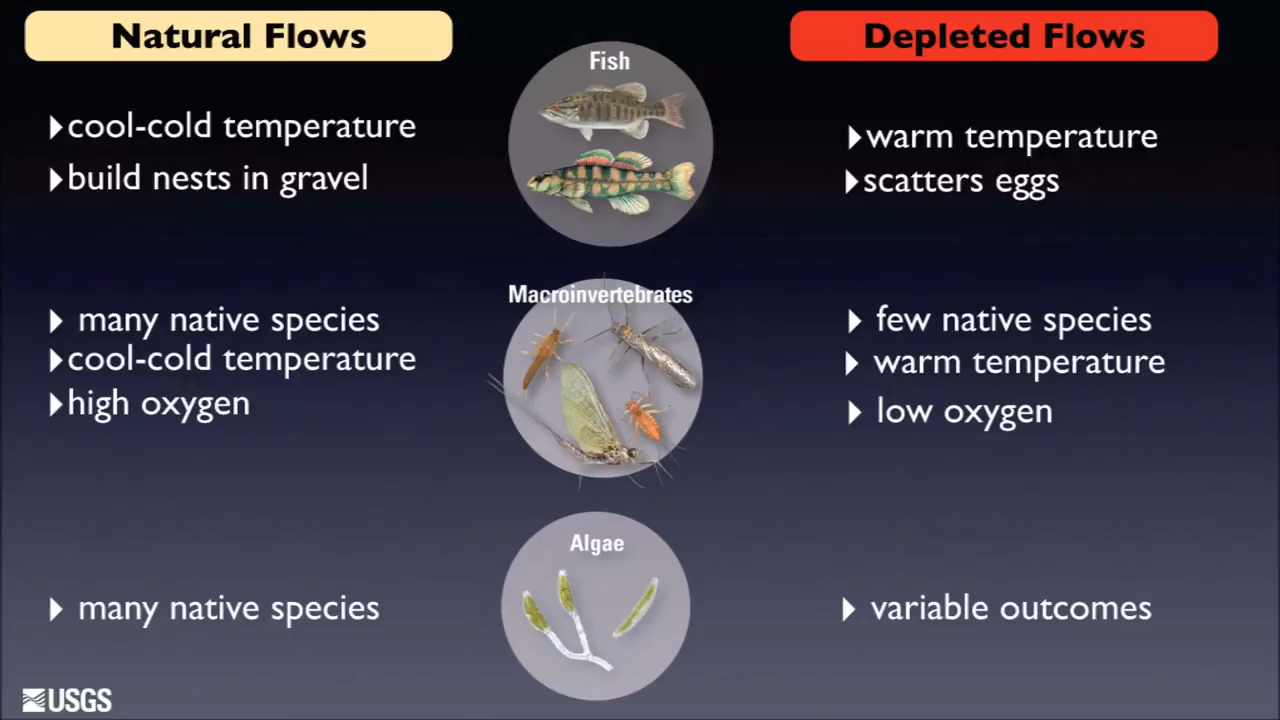 Natural Flows
Depleted Flows
Fish
cool-cold temperature
build nests in gravel
warm temperature
scatters eggs
Macroinvertebrates
many native species
cool-cold temperature
high oxygen
few native species
warm temperature
low oxygen
Algae
many native species
variable outcomes
USGS